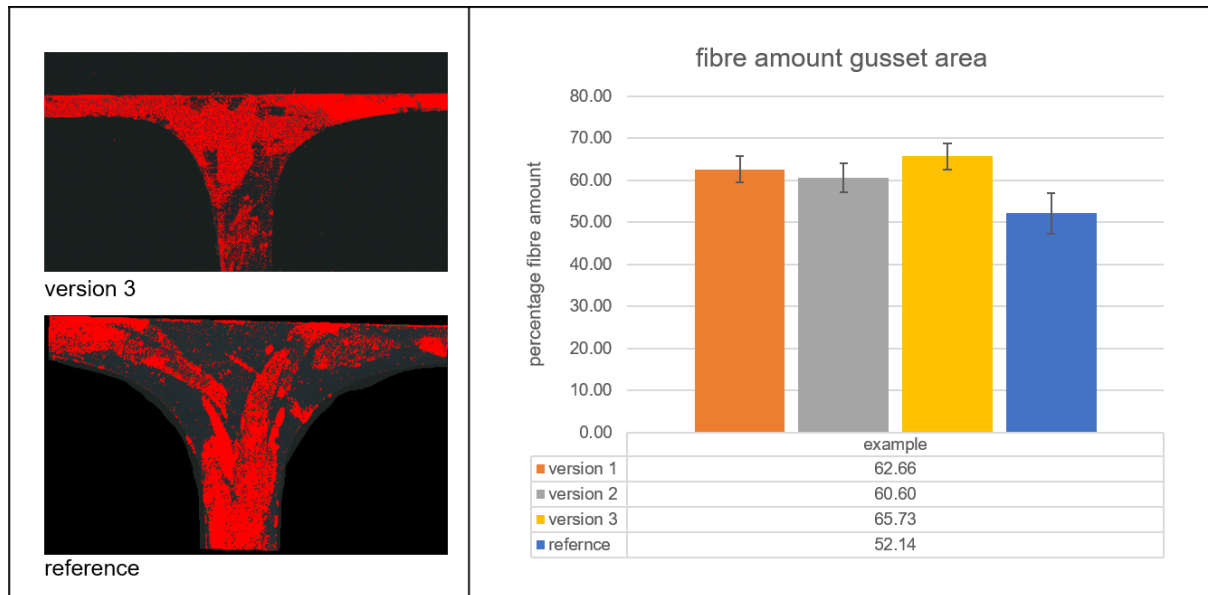 version 3
reference
fibre amount gusset area
percentage fibre amount
80.00
70.00
60.00
50.00
40.00
30.00
20.00
10.00
0.00
example
version 1 62.66
version 2 60.60
version 3 65.73
refernce 52.14